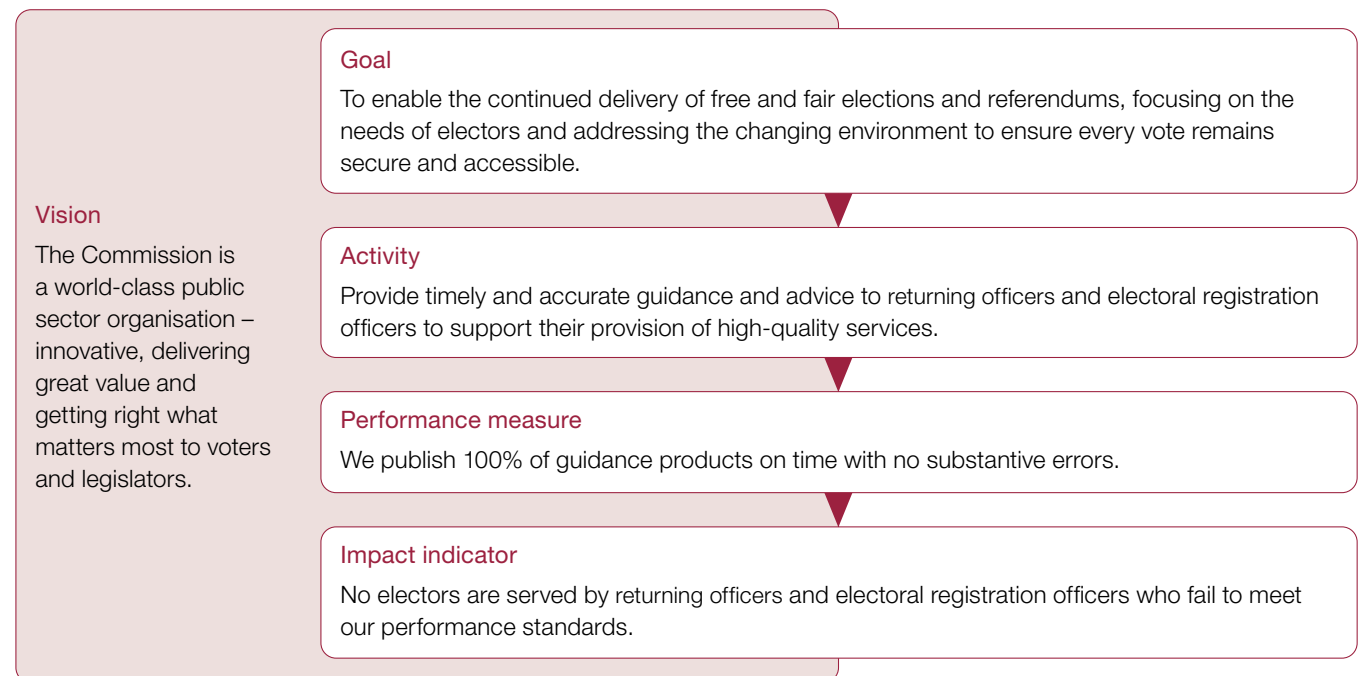 Vision
The Commission is
a world-class public
sector organisation –
innovative, delivering
great value and
getting right what
matters most to voters
and legislators.
Goal
To enable the continued delivery of free and fair elections and referendums, focusing on the
needs of electors and addressing the changing environment to ensure every vote remains
secure and accessible.
Activity
Provide timely and accurate guidance and advice to returning officers and electoral registration
officers to support their provision of high-quality services.
Performance measure
We publish 100% of guidance products on time with no substantive errors.
Impact indicator
No electors are served by returning officers and electoral registration officers who fail to meet
our performance standards.